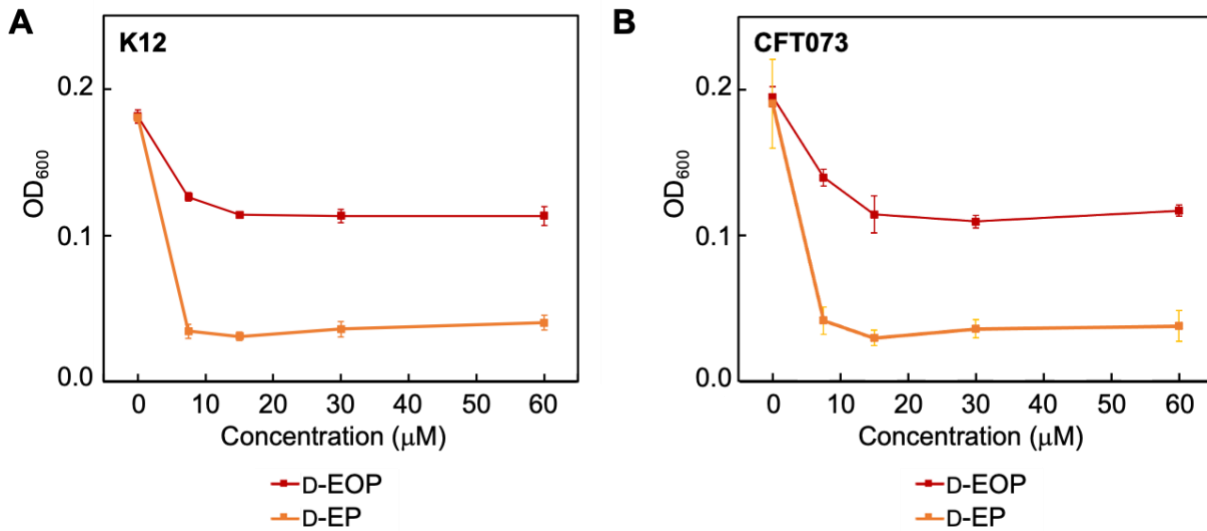 A
K12
OD600
0.2
0.1
0.0
0 10 20 30 40 50 60
Concentration (μM)
D-EOP
D-EP
B
CFT073
OD600
0.2
0.1
0.0
0 10 20 30 40 50 60
Concentration (μM)
D-EOP
D-EP